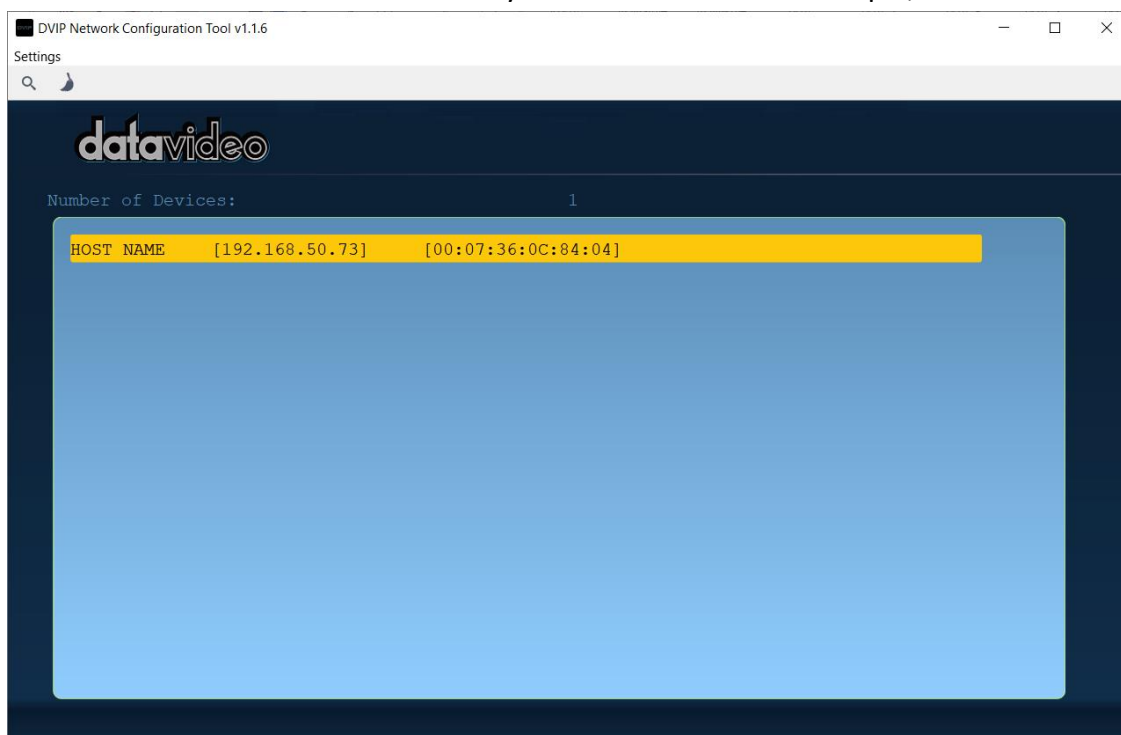 DVIP Network Configuration Tool v1.1.6
Settings
datavideo
Number of Devices: 1
HOST NAME [192.168.50.73] [00:07:36:0C:84:04]